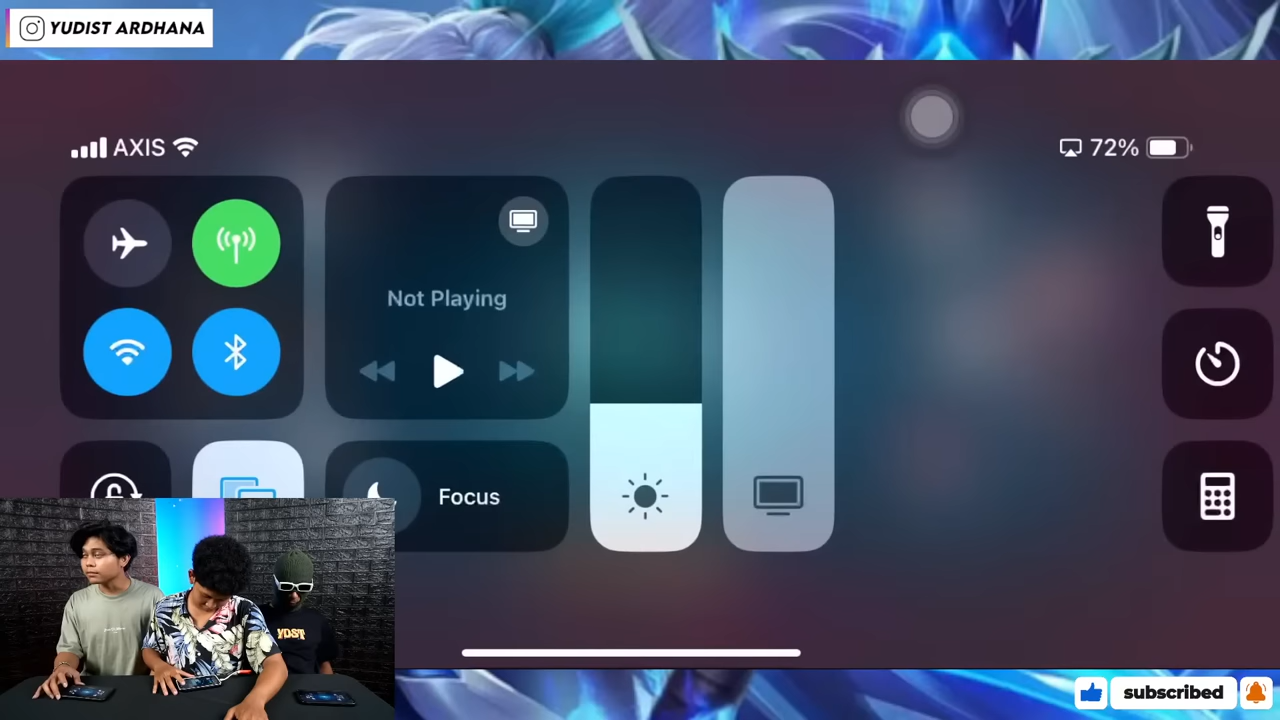 YUDIST ARDHANA
AXIS
72%
Not Playing
Focus
YDST
subscribed